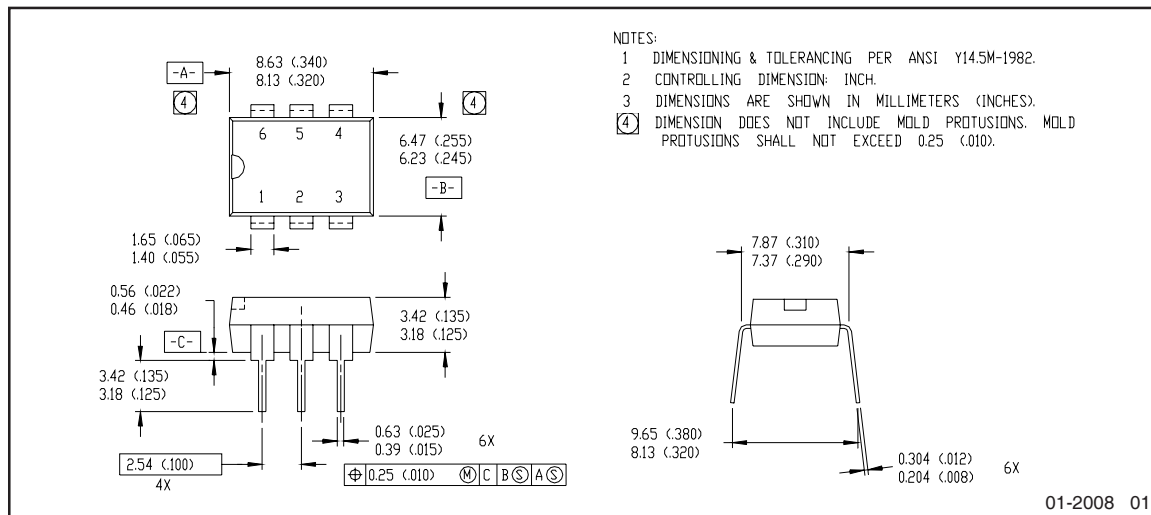 NOTES:
1 DIMENSIONING & TOLERANCING PER ANSI Y14.5M-1982.
2 CONTROLLING DIMENSION: INCH.
3 DIMENSIONS ARE SHOWN IN MILLIMETERS (INCHES).
4 DIMENSION DOES NOT INCLUDE MOLD PROTUSIONS. MOLD
PROTUSIONS SHALL NOT EXCEED 0.25 (.010).
-A-
8.63 (.340)
8.13 (.320)
4
4
6 5 4
1 2 3
6.47 (.255)
6.23 (.245)
-B-
1.65 (.065)
1.40 (.055)
0.56 (.022)
0.46 (.018)
-C-
3.42 (.135)
3.18 (.125)
3.42 (.135)
3.18 (.125)
2.54 (.100)
4X
0.63 (.025)
0.39 (.015)
6X
⌖ 0.25 (.010) Ⓜ C B Ⓢ A Ⓢ
7.87 (.310)
7.37 (.290)
9.65 (.380)
8.13 (.320)
0.304 (.012)
0.204 (.008)
6X
01-2008 01